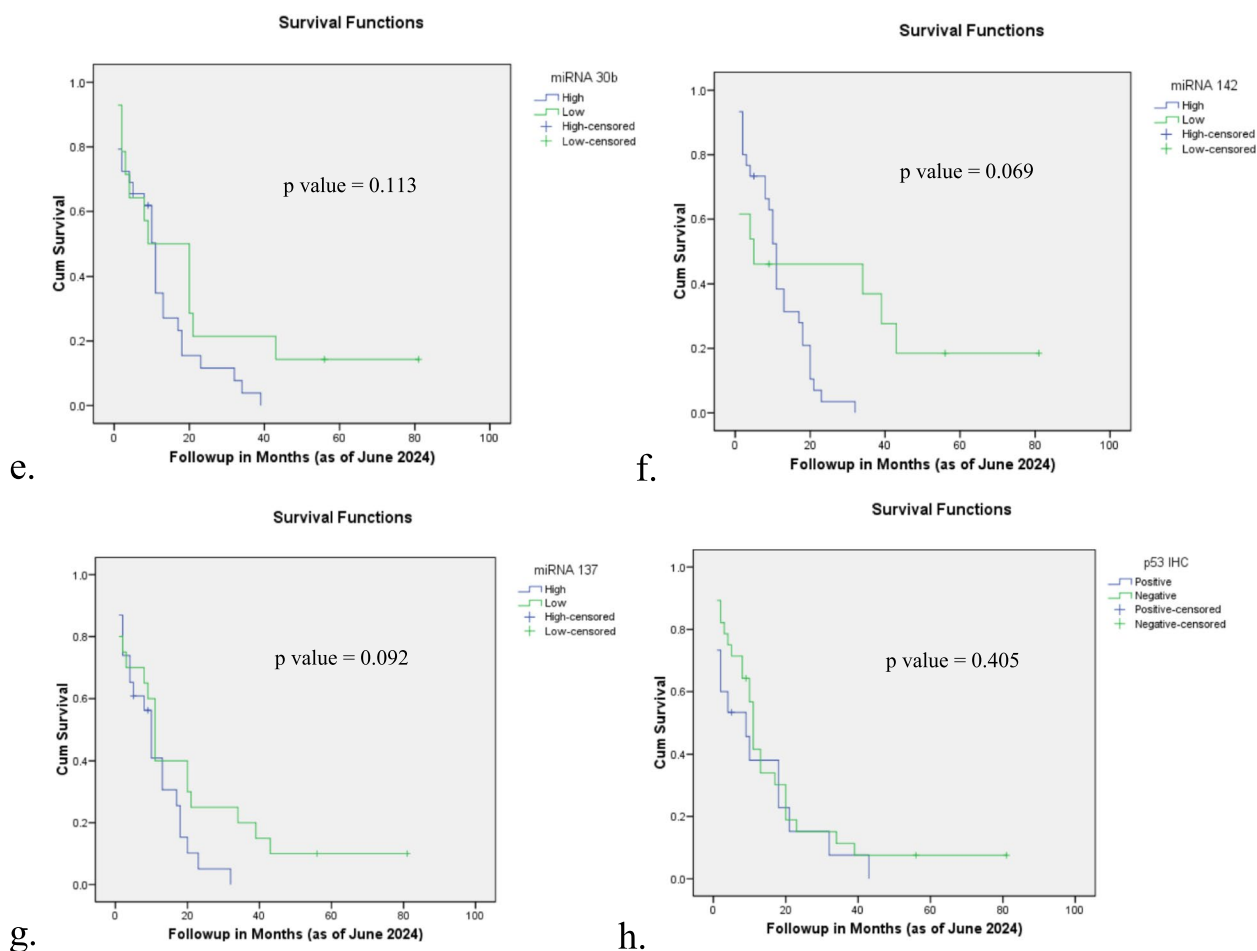 Survival Functions
miRNA 30b
High
Low
High-censored
Low-censored
p value = 0.113
Cum Survival
1.0
0.8
0.6
0.4
0.2
0.0
0 20 40 60 80 100
Followup in Months (as of June 2024)
e.
Survival Functions
miRNA 142
High
Low
High-censored
Low-censored
p value = 0.069
Cum Survival
1.0
0.8
0.6
0.4
0.2
0.0
0 20 40 60 80 100
Followup in Months (as of June 2024)
f.
Survival Functions
miRNA 137
High
Low
High-censored
Low-censored
p value = 0.092
Cum Survival
1.0
0.8
0.6
0.4
0.2
0.0
0 20 40 60 80 100
Followup in Months (as of June 2024)
g.
Survival Functions
p53 IHC
Positive
Negative
Positive-censored
Negative-censored
p value = 0.405
Cum Survival
1.0
0.8
0.6
0.4
0.2
0.0
0 20 40 60 80 100
Followup in Months (as of June 2024)
h.